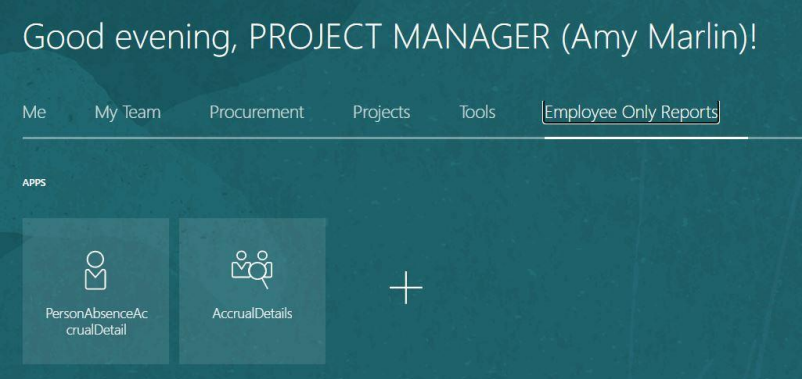 Good evening, PROJECT MANAGER (Amy Marlin)!
Me My Team Procurement Projects Tools Employee Only Reports
APPS
PersonAbsenceAc
crualDetail
AccrualDetails